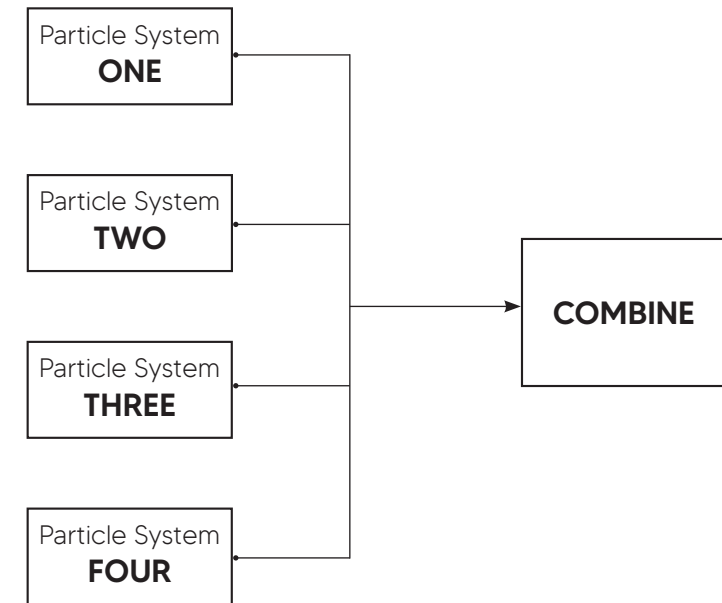 Particle System
ONE
Particle System
TWO
COMBINE
Particle System
THREE
Particle System
FOUR